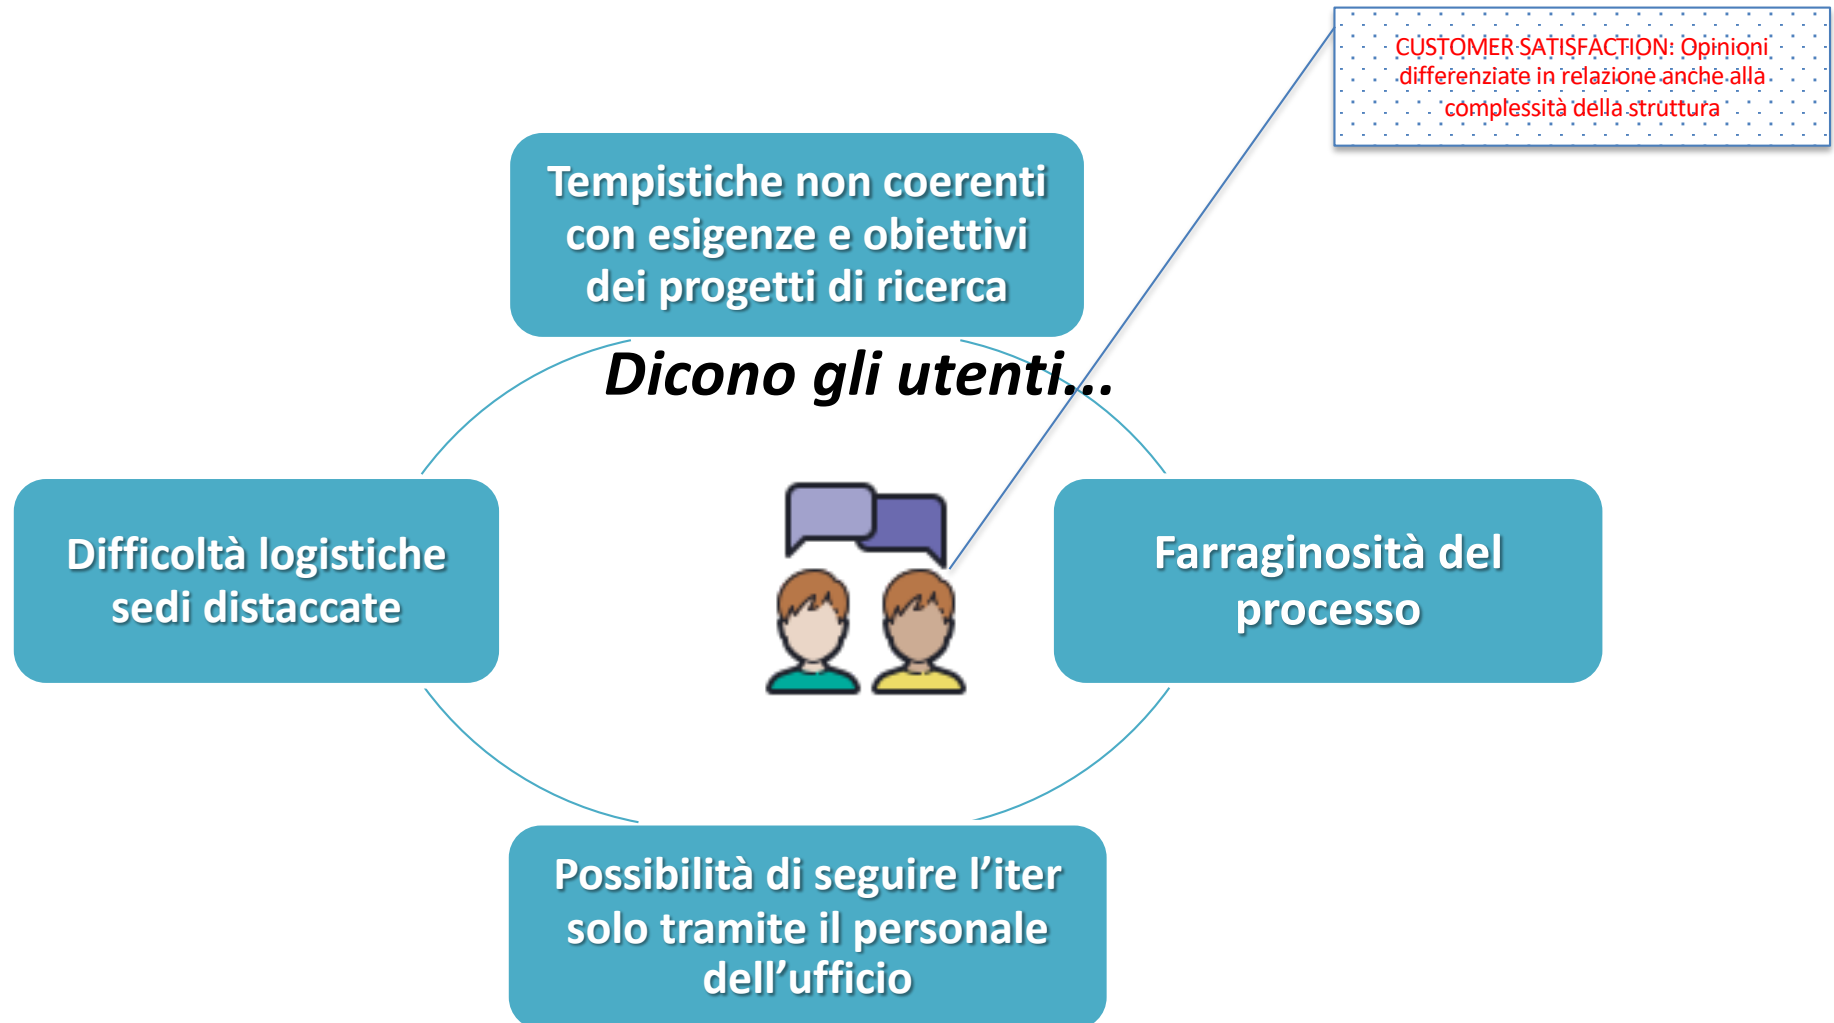 CUSTOMER SATISFACTION: Opinioni
differenziate in relazione anche alla
complessità della struttura
Tempistiche non coerenti
con esigenze e obiettivi
dei progetti di ricerca
Dicono gli utenti...
Difficoltà logistiche
sedi distaccate
Farraginosità del
processo
Possibilità di seguire l’iter
solo tramite il personale
dell’ufficio